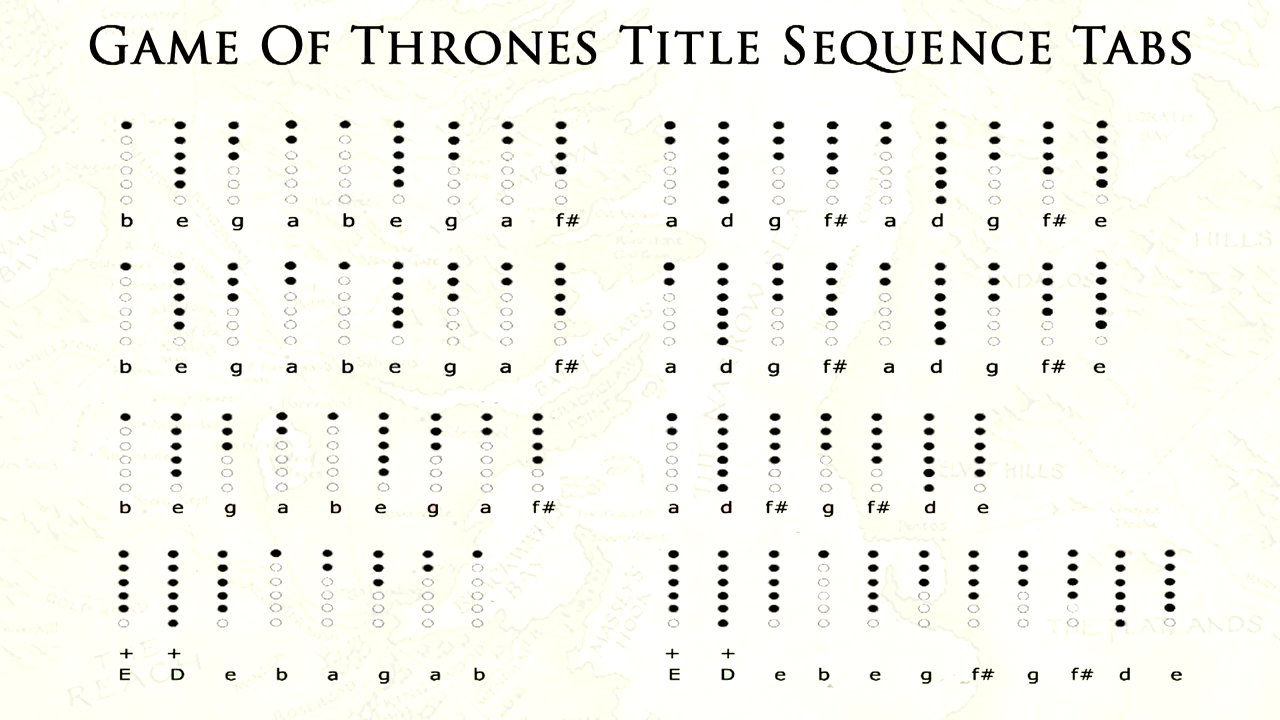 GAME OF THRONES TITLE SEQUENCE TABS
b e g a b e g a f# a d g f# a d g f# e
b e g a b e g a f# a d g f# a d g f# e
b e g a b e g a f# a d f# g f# d e
+ + + +
E D e b a g a b E D e b e g f# g f# d e